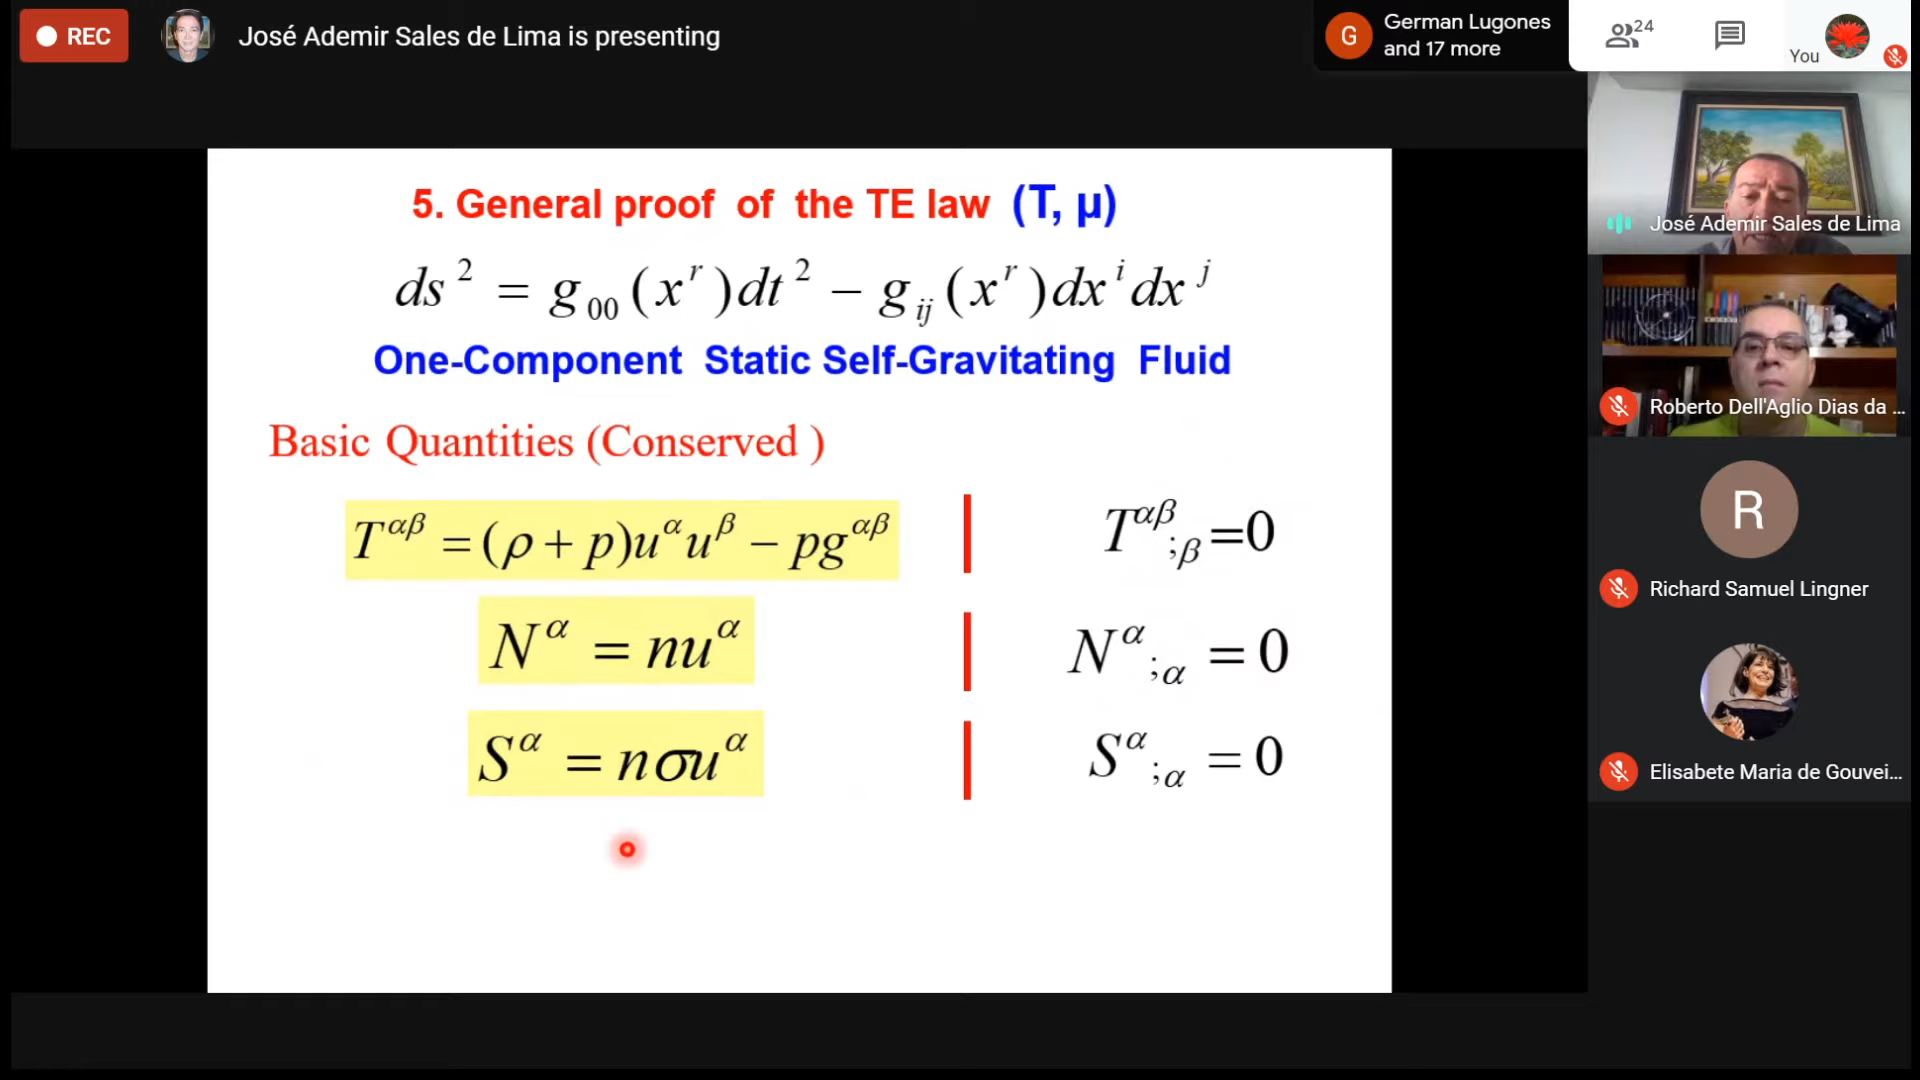 REC
José Ademir Sales de Lima is presenting
G
German Lugones
and 17 more
24
You
5. General proof of the TE law (T, μ)
ds² = g₀₀(xʳ)dt² − gᵢⱼ(xʳ)dxⁱdxʲ
One-Component Static Self-Gravitating Fluid
Basic Quantities (Conserved )
T^{αβ} = (ρ + p)u^α u^β − pg^{αβ} | T^{αβ}_{;β}=0
N^α = nu^α | N^α_{;α} = 0
S^α = nσu^α | S^α_{;α} = 0
José Ademir Sales de Lima
Roberto Dell'Aglio Dias da ...
R
Richard Samuel Lingner
Elisabete Maria de Gouvei...